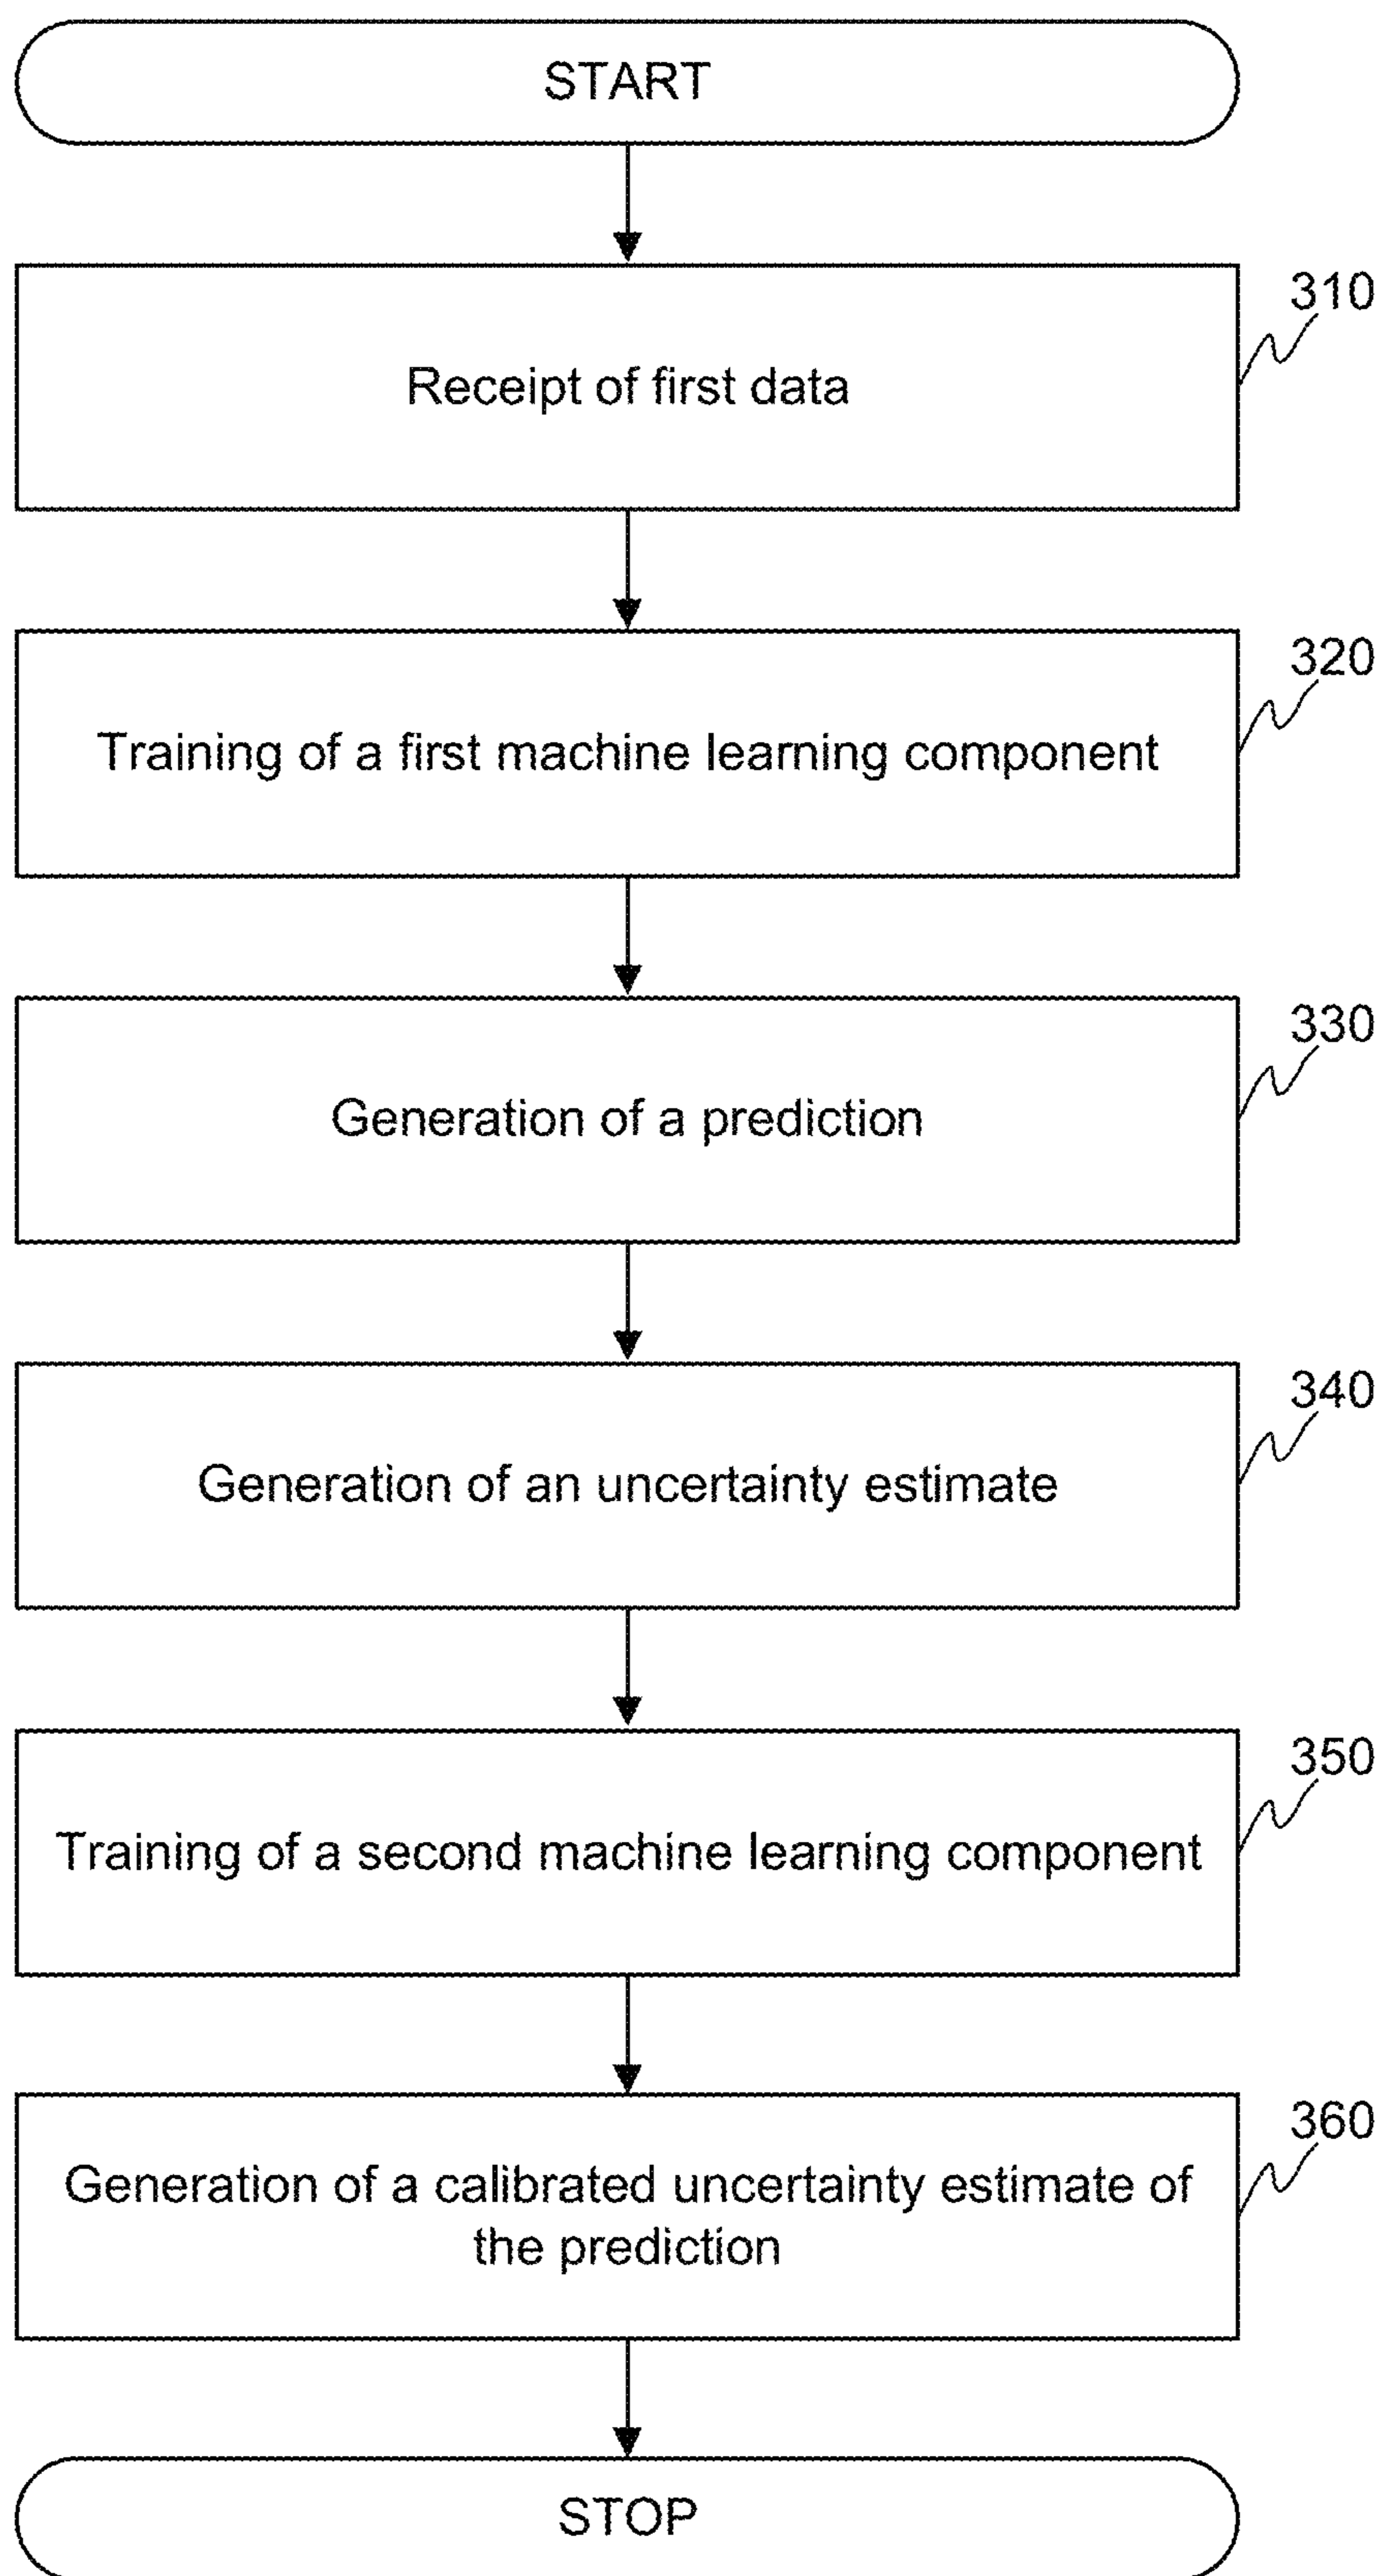 START
310
Receipt of first data
320
Training of a first machine learning component
330
Generation of a prediction
340
Generation of an uncertainty estimate
350
Training of a second machine learning component
360
Generation of a calibrated uncertainty estimate of
the prediction
STOP